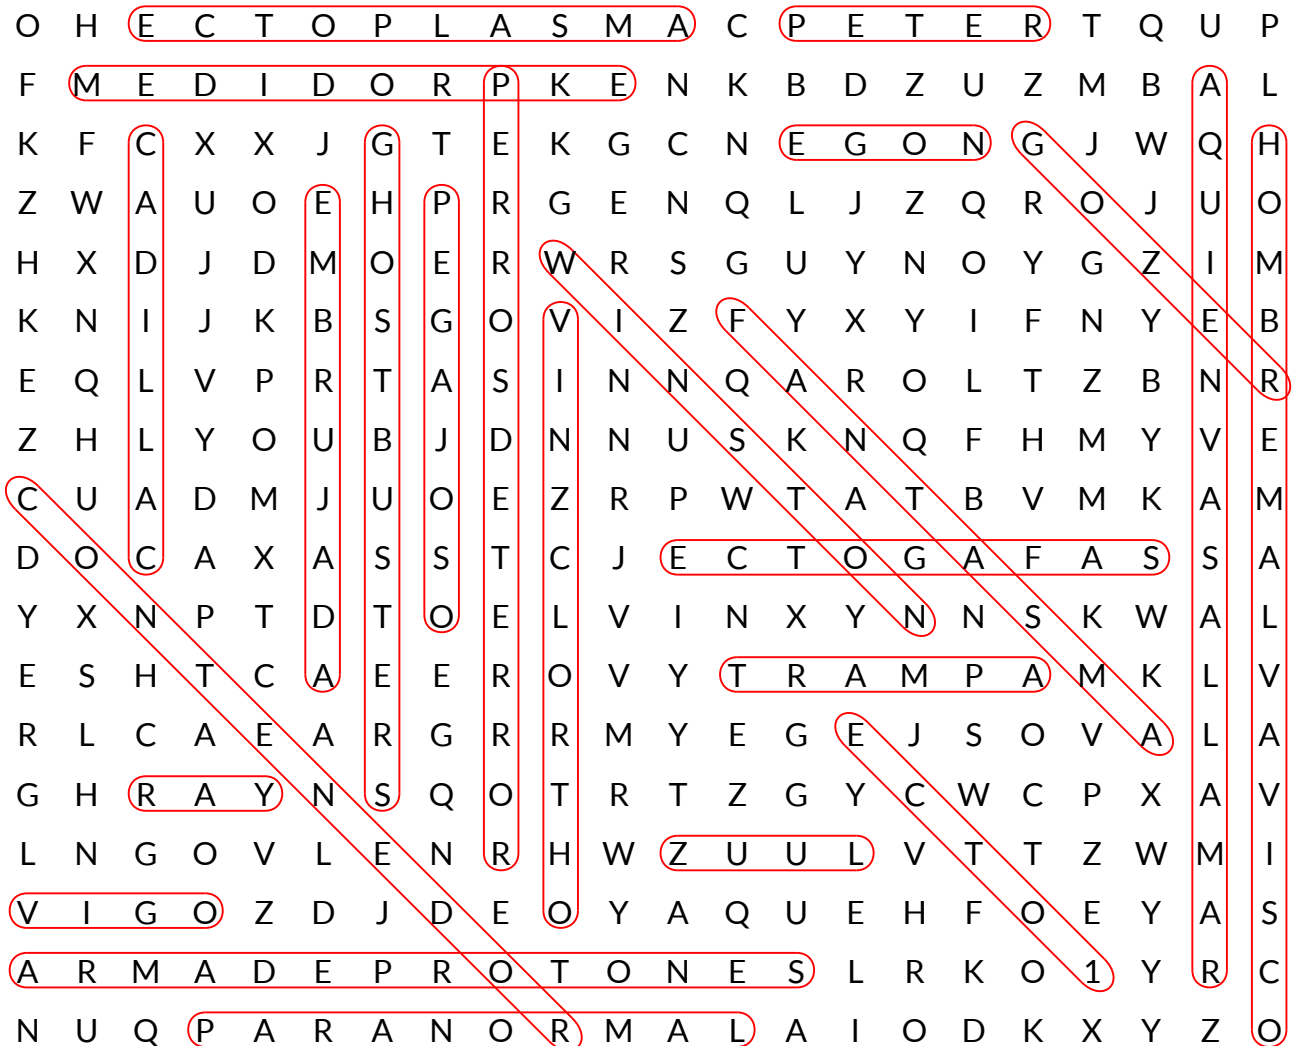 O H E C T O P L A S M A C P E T E R T Q U P
F M E D I D O R P K E N K B D Z U Z M B A L
K F C X X J G T E K G C N E G O N G J W Q H
Z W A U O E H P R G E N Q L J Z Q R O J U O
H X D J D M O E R W R S G U Y N O Y G Z I M
K N I J K B S G O V I Z F Y X Y I F N Y E B
E Q L V P R T A S I N N Q A R O L T Z B N R
Z H L Y O U B J D N N U S K N Q F H M Y V E
C U A D M J U O E Z R P W T A T B V M K A M
D O C A X A S S T C J E C T O G A F A S S A
Y X N P T D T O E L V I N X Y N N S K W A L
E S H T C A E E R O V Y T R A M P A M K L V
R L C A E A R G R R M Y E G E J S O V A L A
G H R A Y N S Q O T R T Z G Y C W C P X A V
L N G O V L E N R H W Z U U L V T T Z W M I
V I G O Z D J D E O Y A Q U E H F O E Y A S
A R M A D E P R O T O N E S L R K O 1 Y R C
N U Q P A R A N O R M A L A I O D K X Y Z O